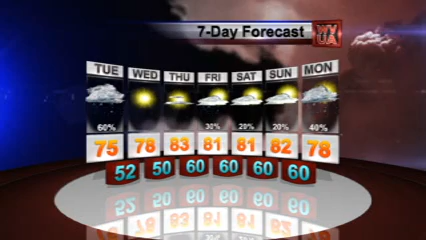 7-Day Forecast
TUE WED THU FRI SAT SUN MON
60% 30% 20% 20% 40%
75 78 83 81 81 82 78
52 50 60 60 60 60